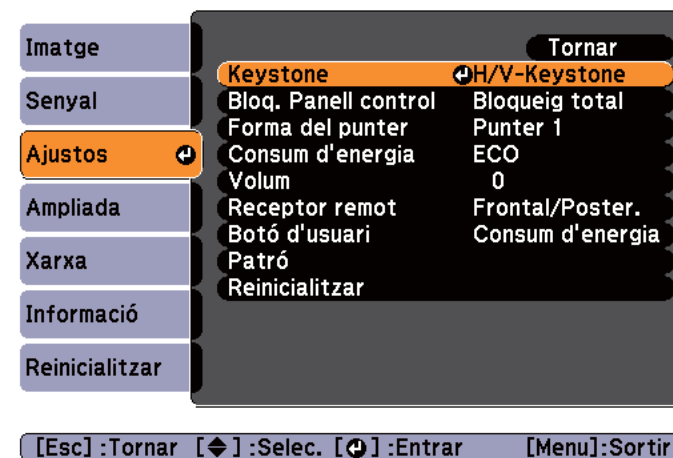 Imatge
Senyal
Ajustos
Ampliada
Xarxa
Informació
Reinicialitzar
Tornar
Keystone H/V-Keystone
Bloq. Panell control Bloqueig total
Forma del punter Punter 1
Consum d'energia ECO
Volum 0
Receptor remot Frontal/Poster.
Botó d'usuari Consum d'energia
Patró
Reinicialitzar
[Esc] :Tornar [◆] :Selec. [⏎] :Entrar [Menu]:Sortir